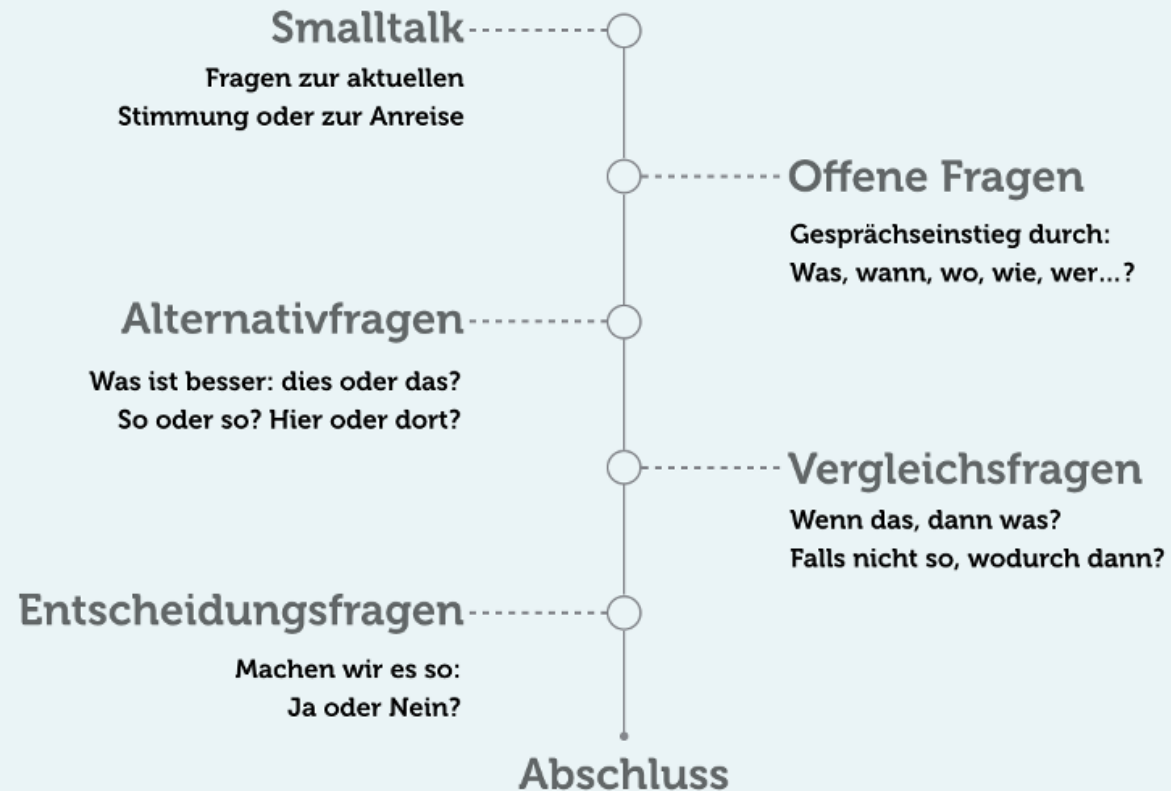 Smalltalk
Fragen zur aktuellen
Stimmung oder zur Anreise
Offene Fragen
Gesprächseinstieg durch:
Was, wann, wo, wie, wer...?
Alternativfragen
Was ist besser: dies oder das?
So oder so? Hier oder dort?
Vergleichsfragen
Wenn das, dann was?
Falls nicht so, wodurch dann?
Entscheidungsfragen
Machen wir es so:
Ja oder Nein?
Abschluss